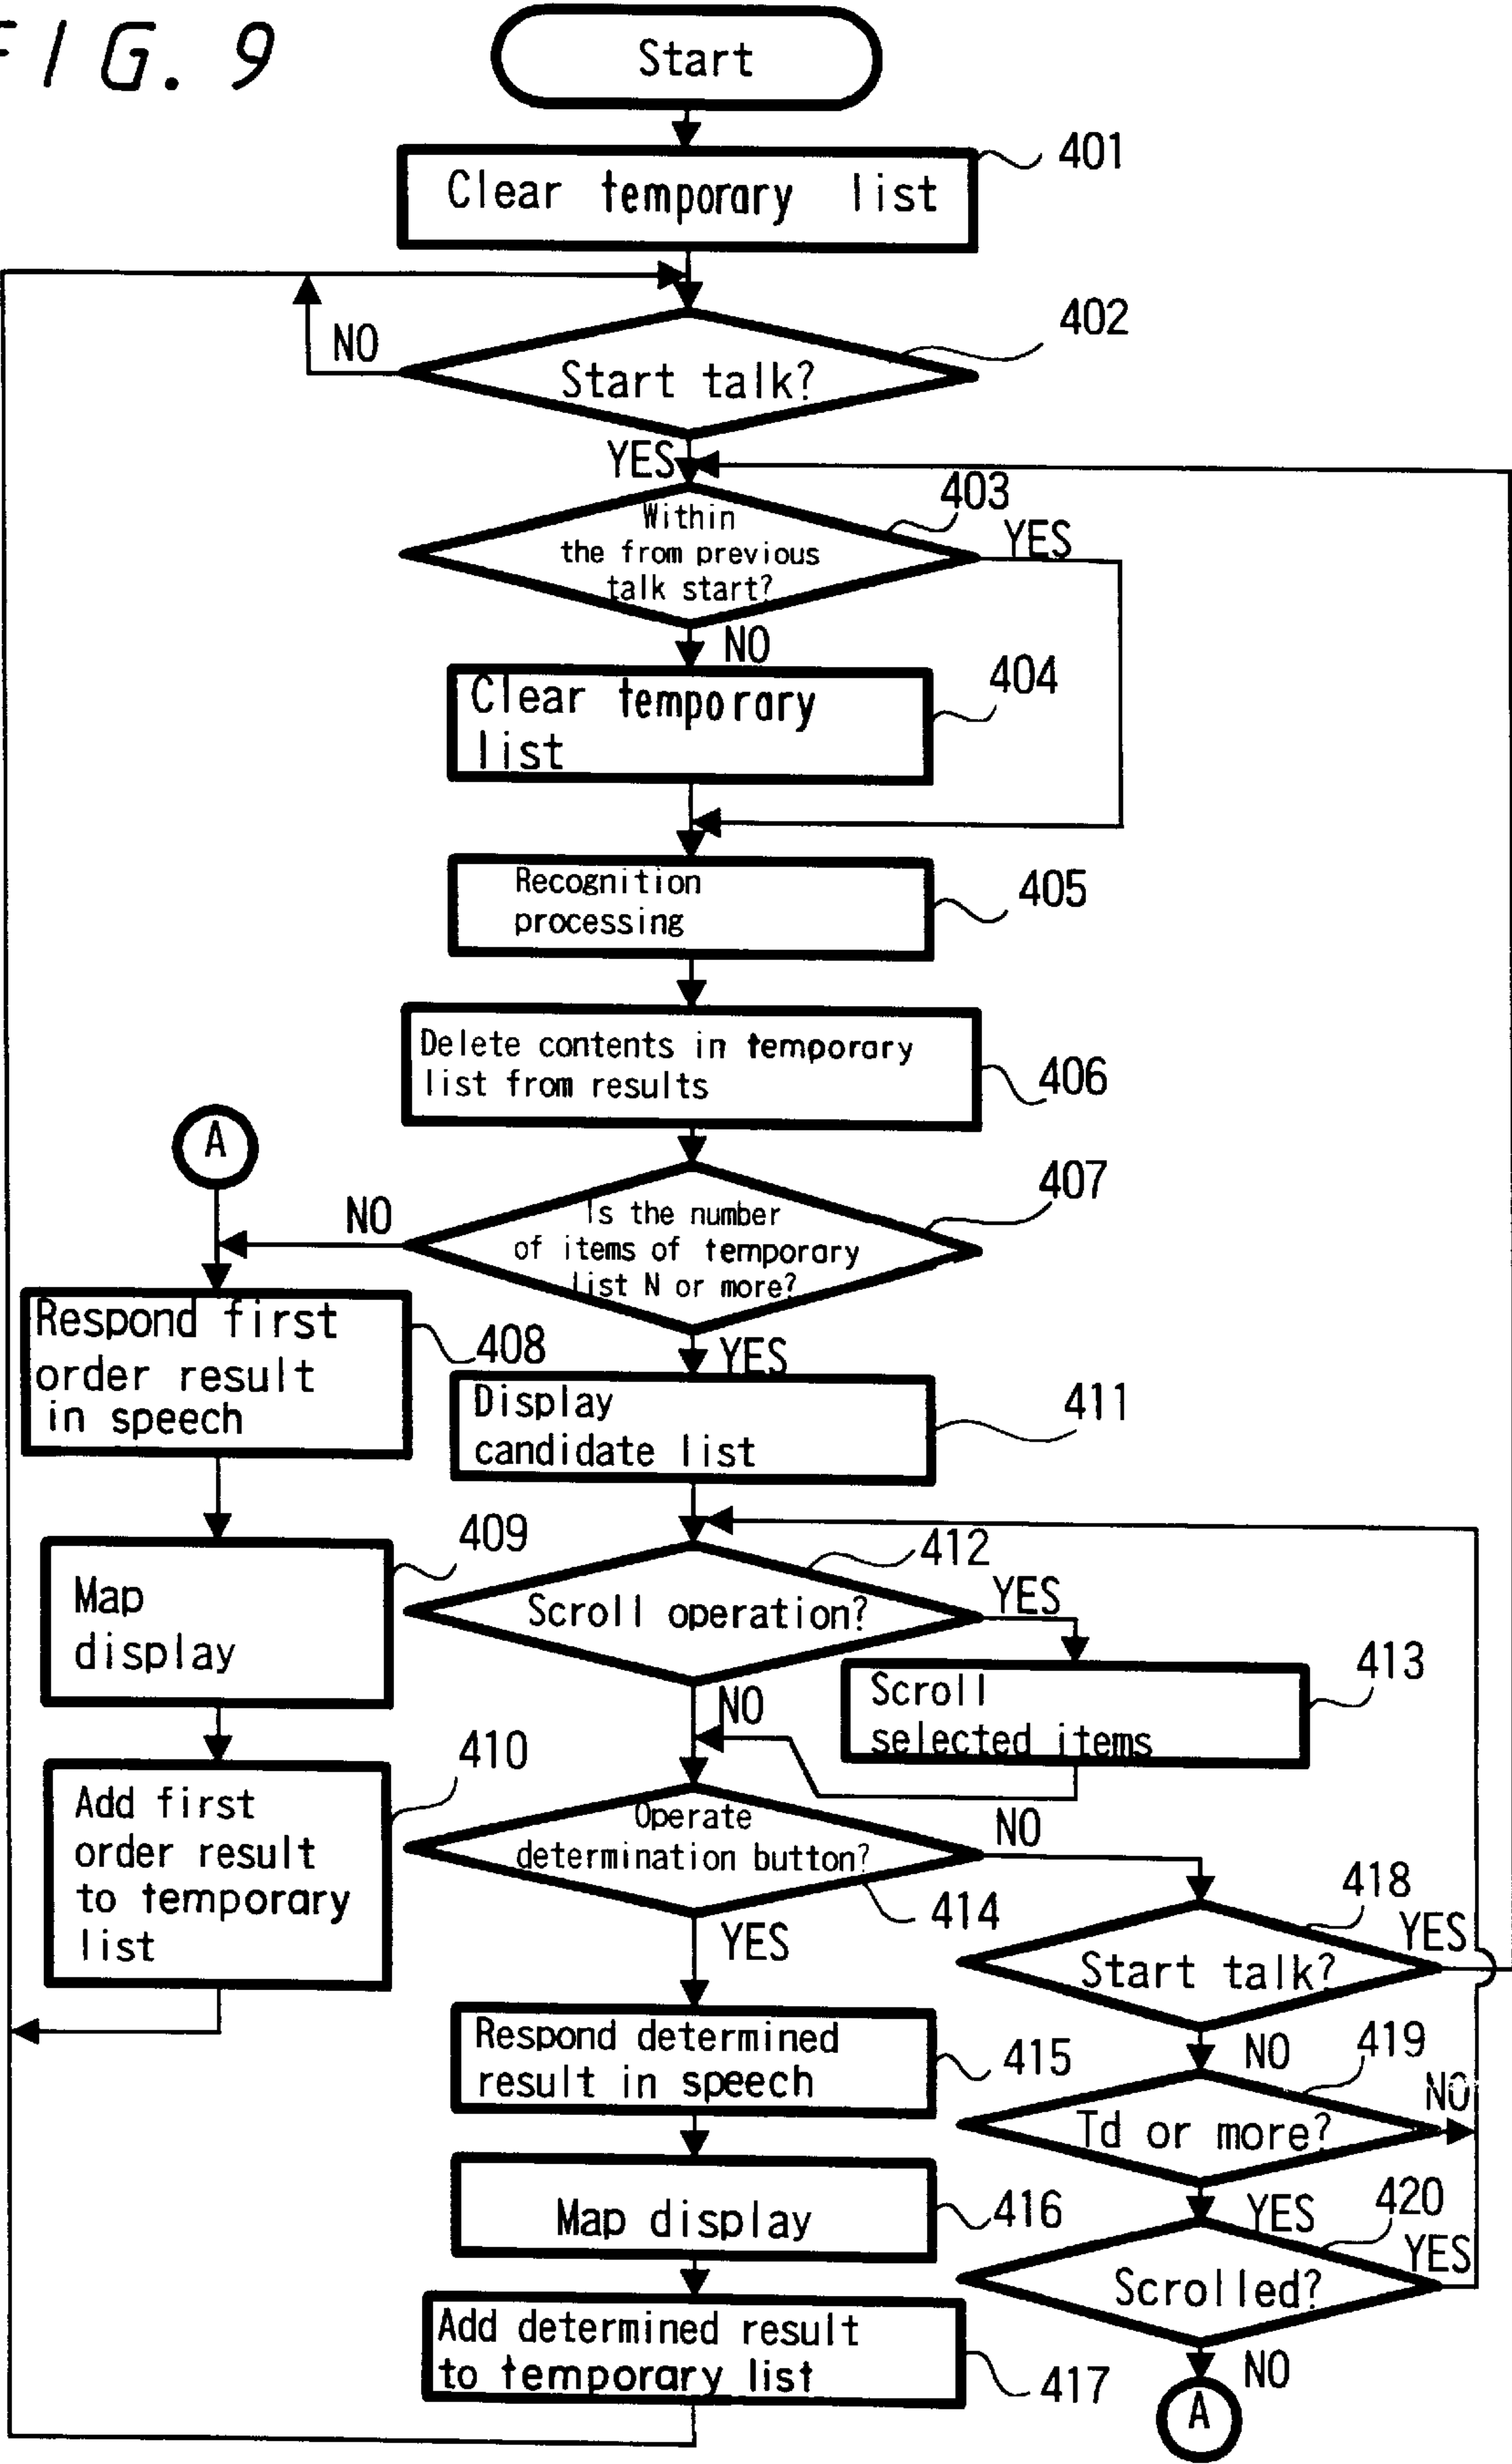 FIG. 9
Start
401
Clear temporary list
402
NO
Start talk?
YES
403
Within
the from previous
talk start?
YES
NO
404
Clear temporary
list
405
Recognition
processing
406
Delete contents in temporary
list from results
A
407
NO
Is the number
of items of temporary
list N or more?
Respond first
order result
in speech
408
YES
411
Display
candidate list
409
412
Map
display
Scroll operation?
YES
413
Scroll
selected items
NO
410
Add first
order result
to temporary
list
Operate
determination button?
NO
414
418
YES
YES
Start talk?
Respond determined
result in speech
415
NO
419
NO
Td or more?
416
Map display
YES
420
YES
Scrolled?
Add determined result
to temporary list
417
NO
A